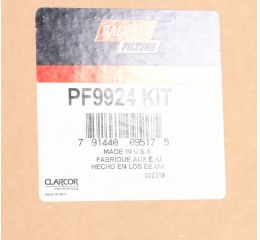 BALDWIN
FILTERS
PF9924 KIT
7 91440 09517 5
MADE IN U.S.A.
FABRIQUE AUX E.-U.
HECHO EN LOS EE.UU.
022319
CLARCOR